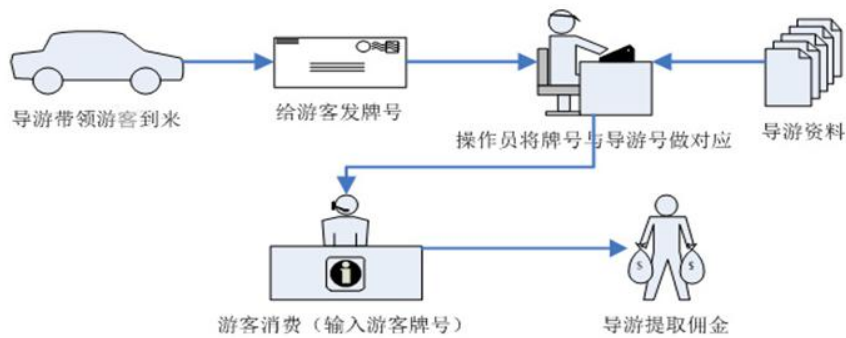 导游带领游客到来
给游客发牌号
操作员将牌号与导游号做对应
导游资料
游客消费（输入游客牌号）
导游提取佣金
$ $